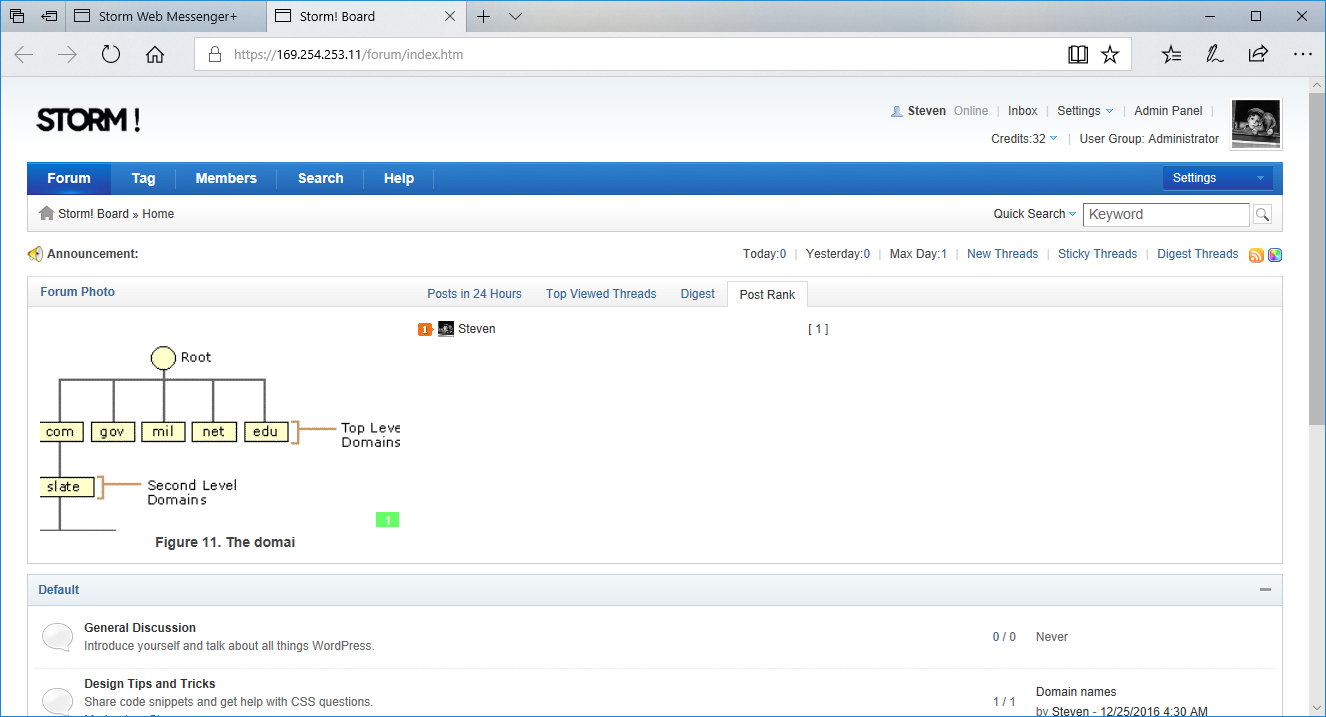 Storm Web Messenger+
Storm! Board
https://169.254.253.11/forum/index.htm
STORM !
Steven Online | Inbox | Settings | Admin Panel |
Credits:32 | User Group: Administrator
Forum Tag Members Search Help Settings
Storm! Board » Home Quick Search Keyword
Announcement: Today:0 | Yesterday:0 | Max Day:1 | New Threads | Sticky Threads | Digest Threads
Forum Photo Posts in 24 Hours Top Viewed Threads Digest Post Rank
1 Steven [ 1 ]
Root
com gov mil net edu
Top Leve
Domains
slate
Second Level
Domains
1
Figure 11. The domai
Default
General Discussion
Introduce yourself and talk about all things WordPress.
0 / 0 Never
Design Tips and Tricks
Share code snippets and get help with CSS questions.
1 / 1 Domain names
by Steven - 12/25/2016 4:30 AM